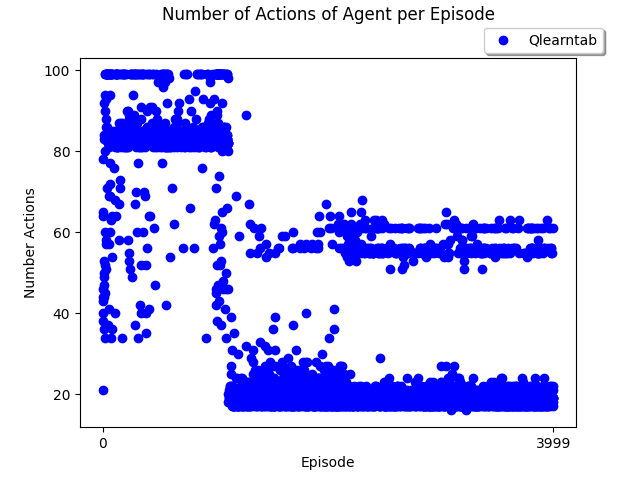 Number of Actions of Agent per Episode
Qlearntab
100
80
60
40
20
Number Actions
0
3999
Episode